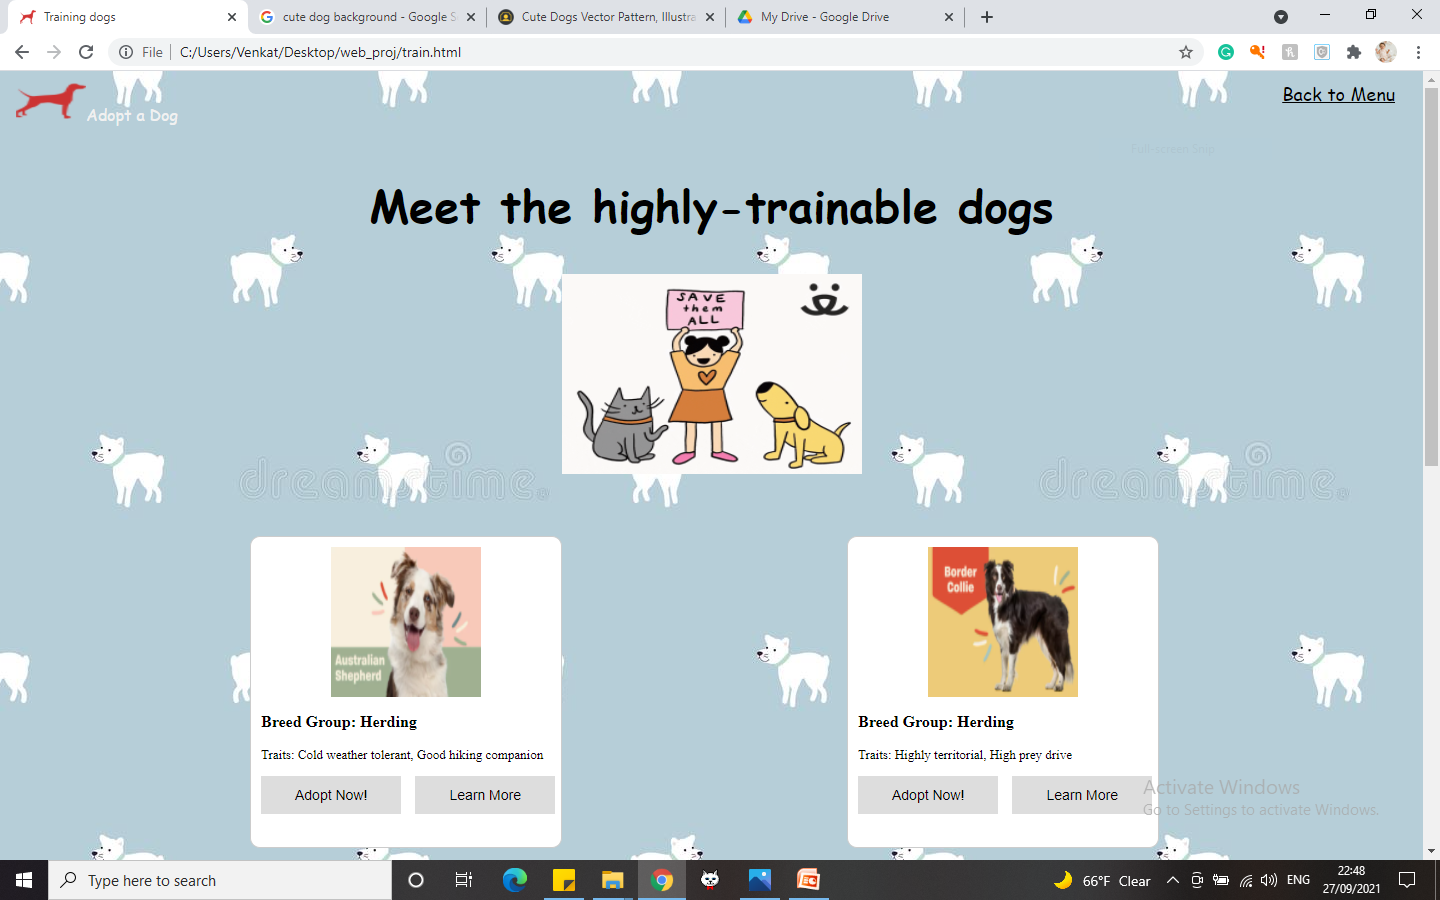 Training dogs
cute dog background - Google S
Cute Dogs Vector Pattern, Illustra
My Drive - Google Drive
File
C:/Users/Venkat/Desktop/web_proj/train.html
Adopt a Dog
Back to Menu
Full-screen Snip
Meet the highly-trainable dogs
SAVE
them
ALL
dreamstime.
dreamstime.
Australian
Shepherd
Breed Group: Herding
Traits: Cold weather tolerant, Good hiking companion
Adopt Now!
Learn More
Border
Collie
Breed Group: Herding
Traits: Highly territorial, High prey drive
Adopt Now!
Learn More
Activate Windows
Go to Settings to activate Windows.
Type here to search
66°F Clear
ENG
22:48
27/09/2021